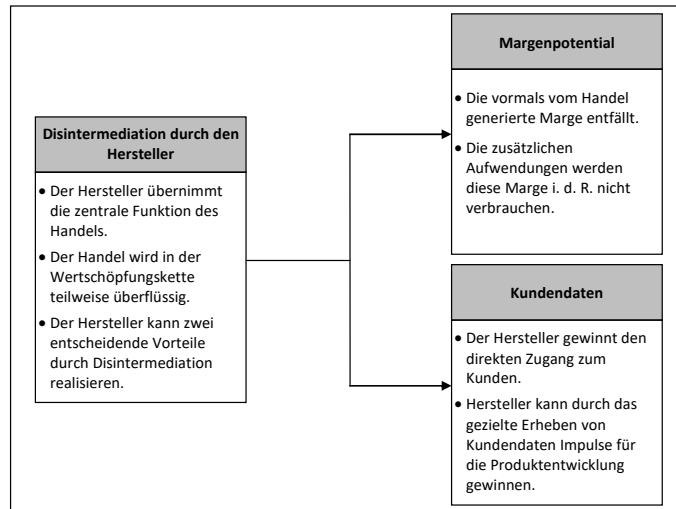 Disintermediation durch den
Hersteller
• Der Hersteller übernimmt
die zentrale Funktion des
Handels.
• Der Handel wird in der
Wertschöpfungskette
teilweise überflüssig.
• Der Hersteller kann zwei
entscheidende Vorteile
durch Disintermediation
realisieren.
Margenpotential
• Die vormals vom Handel
generierte Marge entfällt.
• Die zusätzlichen
Aufwendungen werden
diese Marge i. d. R. nicht
verbrauchen.
Kundendaten
• Der Hersteller gewinnt den
direkten Zugang zum
Kunden.
• Hersteller kann durch das
gezielte Erheben von
Kundendaten Impulse für
die Produktentwicklung
gewinnen.